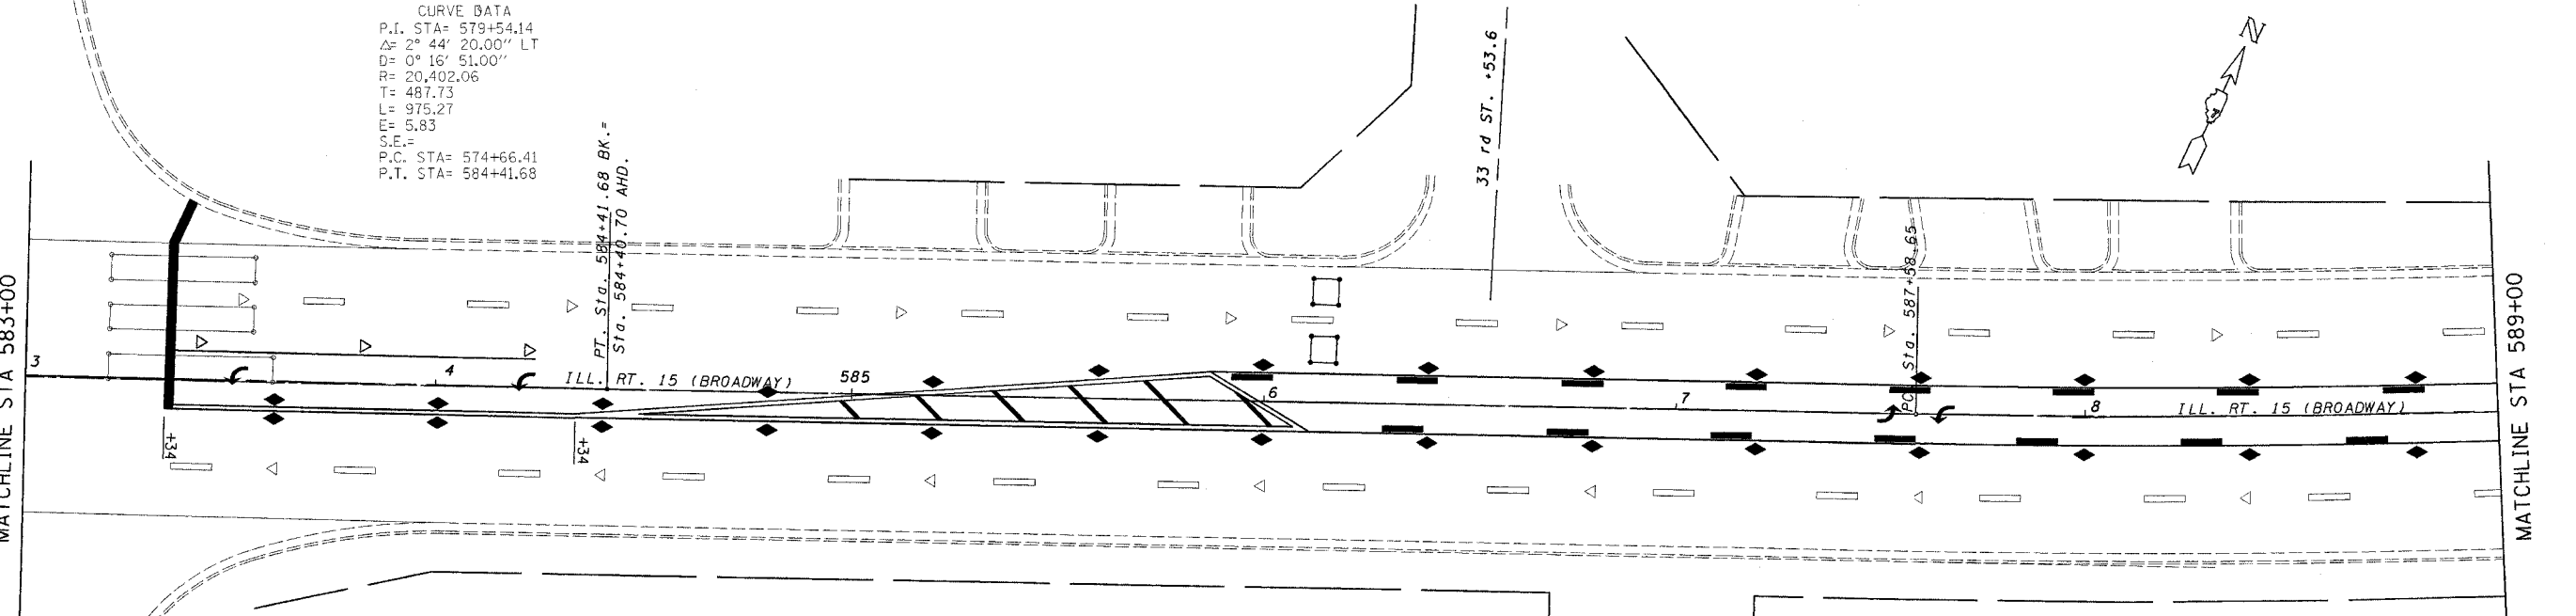 CURVE DATA
P.I. STA= 579+54.14
Δ= 2° 44' 20.00" LT
D= 0° 16' 51.00"
R= 20,402.06
T= 487.73
L= 975.27
E= 5.83
S.E.=
P.C. STA= 574+66.41
P.T. STA= 584+41.68
PT. Sta. 584+41.68 BK.=
Sta. 584+40.70 AHD.
33 rd ST. +53.6
N
MATCHLINE STA 583+00
3
4
ILL. RT. 15 (BROADWAY)
585
6
7
PC Sta. 587+58.65
8
ILL. RT. 15 (BROADWAY)
MATCHLINE STA 589+00
+34
+34